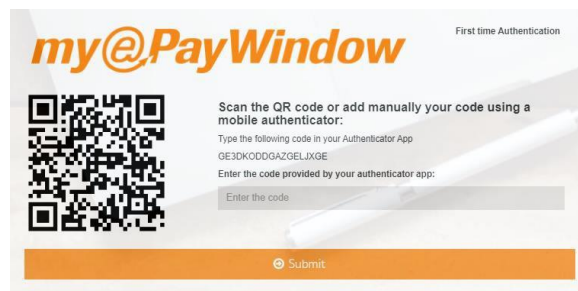 my@PayWindow
First time Authentication
Scan the QR code or add manually your code using a
mobile authenticator:
Type the following code in your Authenticator App
GE3DKODDGAZGELJXGE
Enter the code provided by your authenticator app:
Enter the code
Submit